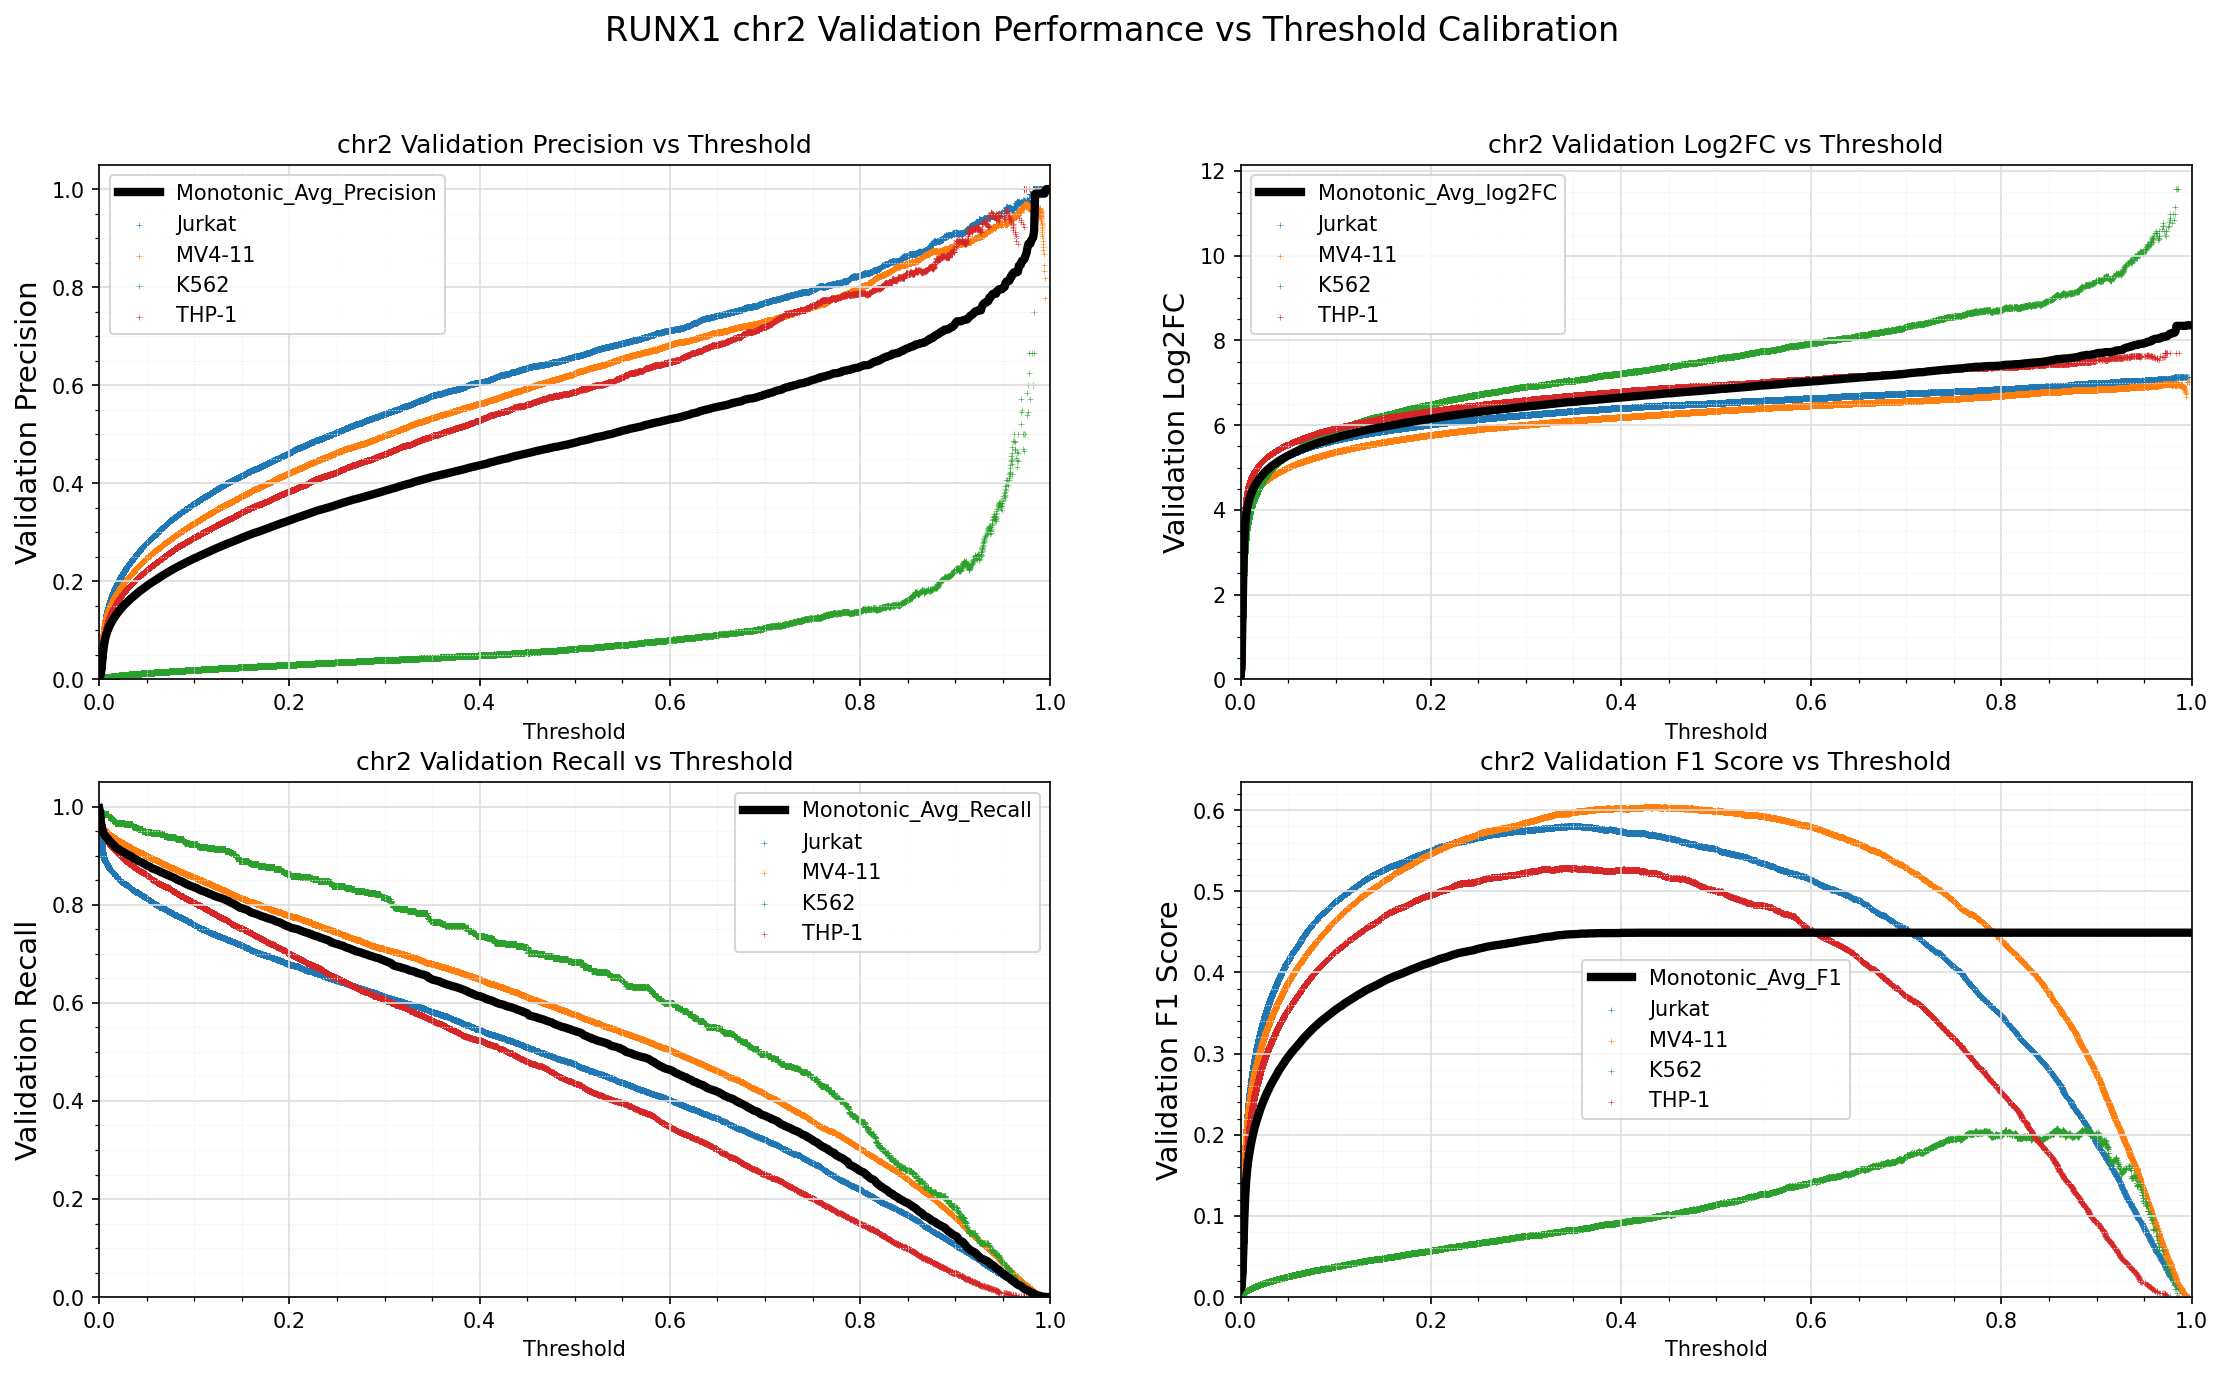 RUNX1 chr2 Validation Performance vs Threshold Calibration
chr2 Validation Precision vs Threshold
Validation Precision
1.0
0.8
0.6
0.4
0.2
0.0
Monotonic_Avg_Precision
Jurkat
MV4-11
K562
THP-1
0.0 0.2 0.4 0.6 0.8 1.0
Threshold
chr2 Validation Log2FC vs Threshold
Validation Log2FC
12
10
8
6
4
2
0
Monotonic_Avg_log2FC
Jurkat
MV4-11
K562
THP-1
0.0 0.2 0.4 0.6 0.8 1.0
Threshold
chr2 Validation Recall vs Threshold
Validation Recall
1.0
0.8
0.6
0.4
0.2
0.0
Monotonic_Avg_Recall
Jurkat
MV4-11
K562
THP-1
0.0 0.2 0.4 0.6 0.8 1.0
Threshold
chr2 Validation F1 Score vs Threshold
Validation F1 Score
0.6
0.5
0.4
0.3
0.2
0.1
0.0
Monotonic_Avg_F1
Jurkat
MV4-11
K562
THP-1
0.0 0.2 0.4 0.6 0.8 1.0
Threshold